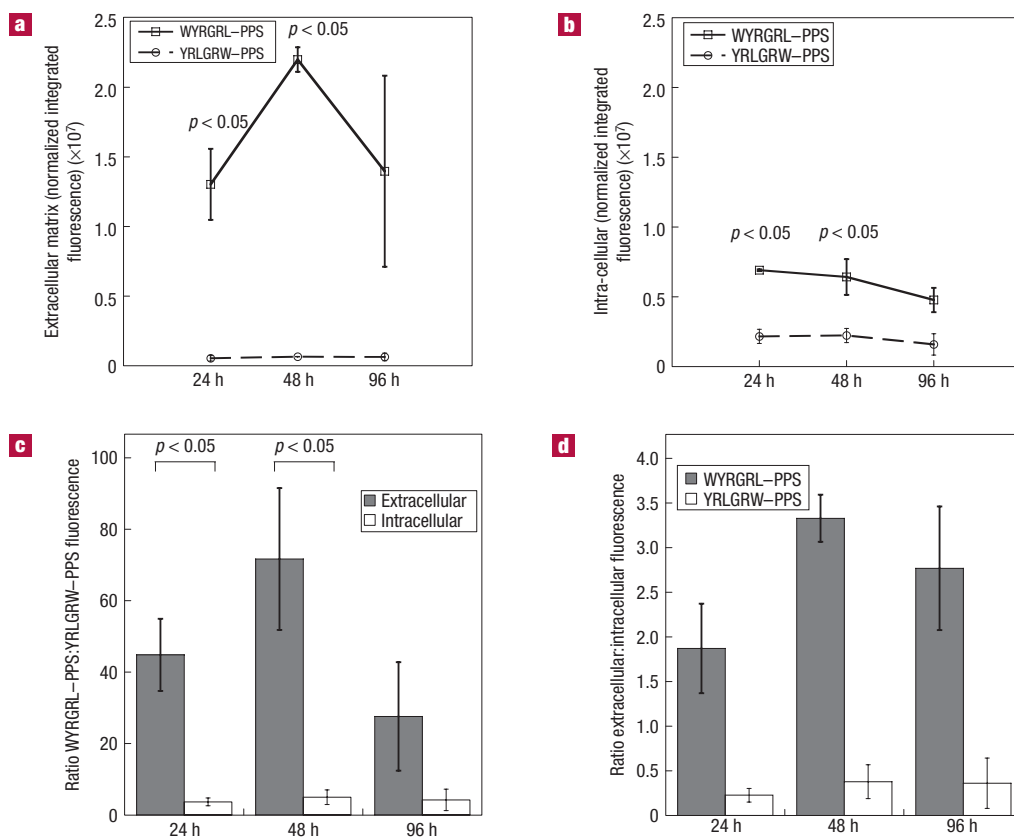 a
2.5
2.0
1.5
1.0
0.5
0
Extracellular matrix (normalized integrated
fluorescence) (×10⁷)
WYRGRL–PPS
YRLGRW–PPS
p < 0.05
p < 0.05
24 h
48 h
96 h
b
2.5
2.0
1.5
1.0
0.5
0
Intra-cellular (normalized integrated
fluorescence) (×10⁷)
WYRGRL–PPS
YRLGRW–PPS
p < 0.05
p < 0.05
24 h
48 h
96 h
c
100
80
60
40
20
0
Ratio WYRGRL–PPS:YRLGRW–PPS fluorescence
p < 0.05
p < 0.05
Extracellular
Intracellular
24 h
48 h
96 h
d
4.0
3.5
3.0
2.5
2.0
1.5
1.0
0.5
0
Ratio extracellular:intracellular fluorescence
WYRGRL–PPS
YRLGRW–PPS
24 h
48 h
96 h